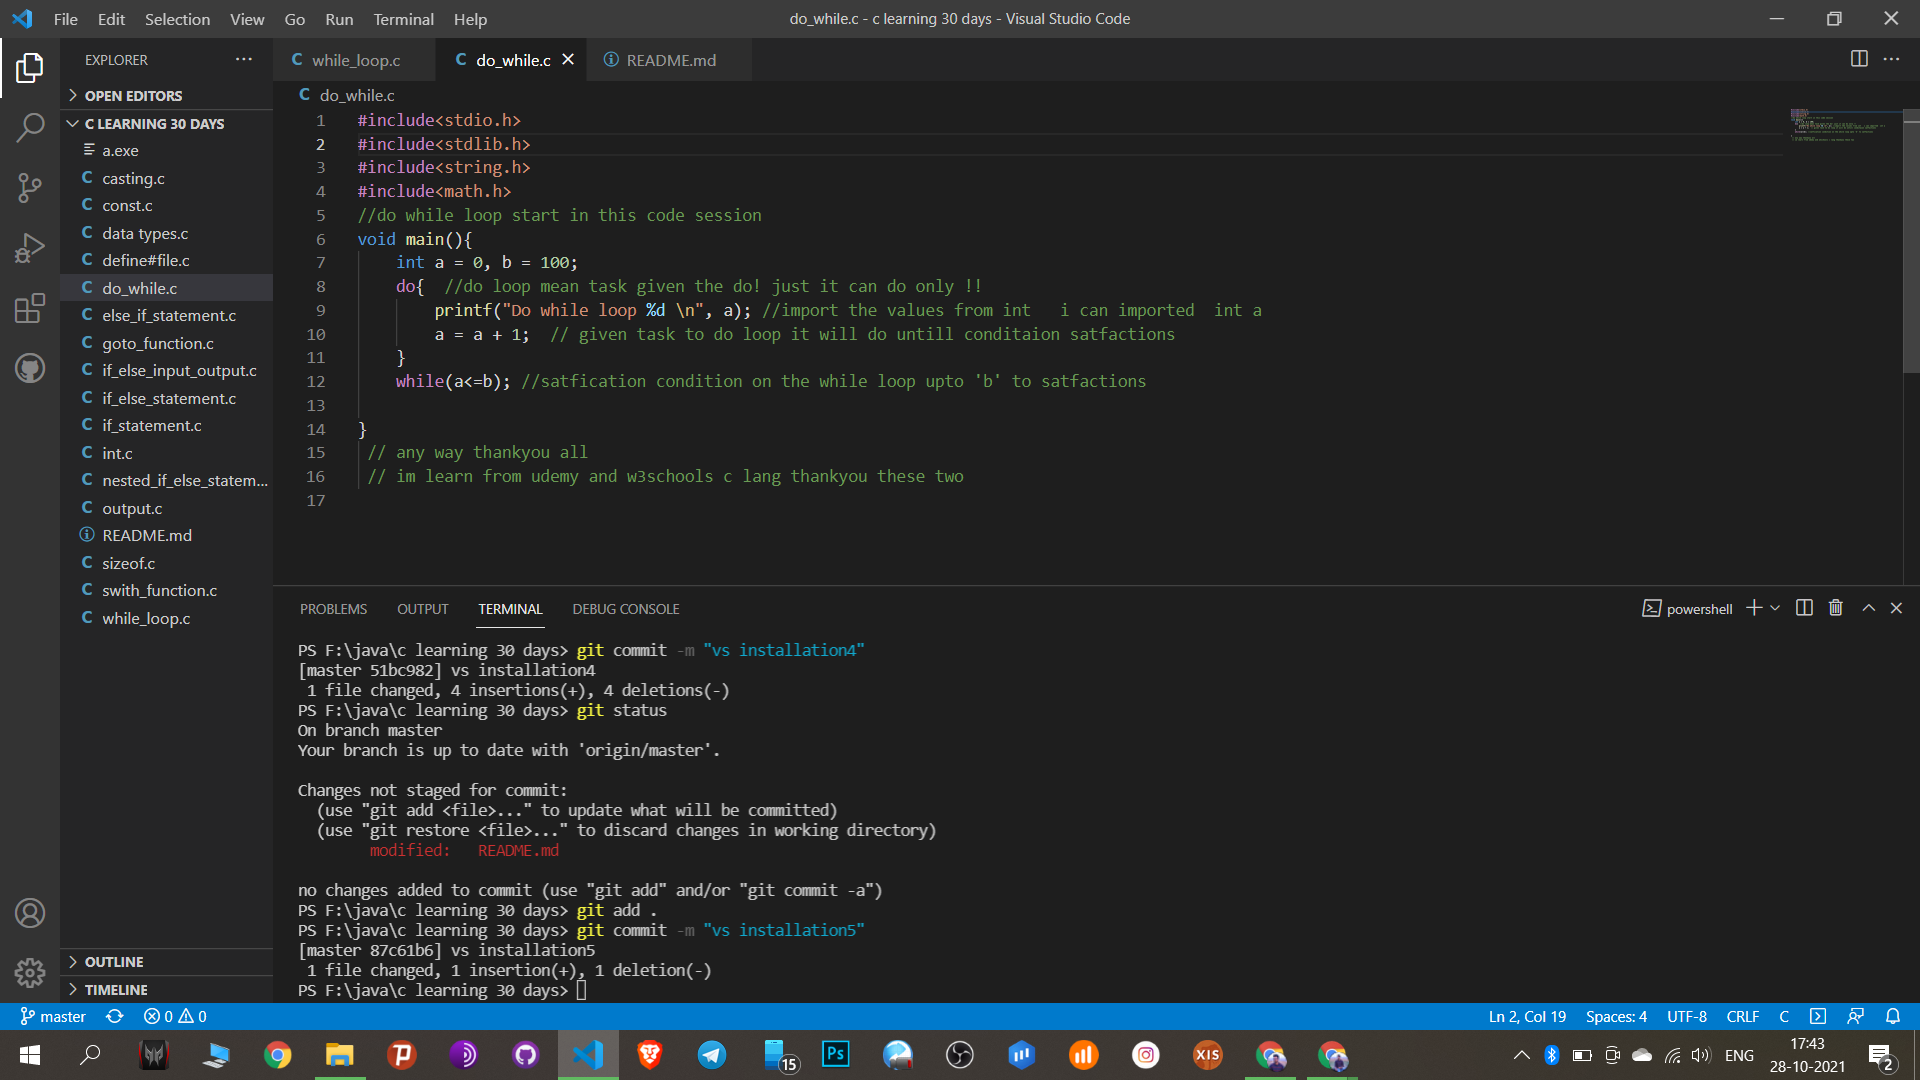 File Edit Selection View Go Run Terminal Help
do_while.c - c learning 30 days - Visual Studio Code
EXPLORER
OPEN EDITORS
C LEARNING 30 DAYS
a.exe
casting.c
const.c
data types.c
define#file.c
do_while.c
else_if_statement.c
goto_function.c
if_else_input_output.c
if_else_statement.c
if_statement.c
int.c
nested_if_else_statem...
output.c
README.md
sizeof.c
swith_function.c
while_loop.c
OUTLINE
TIMELINE
while_loop.c do_while.c README.md
do_while.c
1 #include<stdio.h>
2 #include<stdlib.h>
3 #include<string.h>
4 #include<math.h>
5 //do while loop start in this code session
6 void main(){
7 int a = 0, b = 100;
8 do{ //do loop mean task given the do! just it can do only !!
9 printf("Do while loop %d \n", a); //import the values from int i can imported int a
10 a = a + 1; // given task to do loop it will do untill conditaion satfactions
11 }
12 while(a<=b); //satfication condition on the while loop upto 'b' to satfactions
13
14 }
15 // any way thankyou all
16 // im learn from udemy and w3schools c lang thankyou these two
17
PROBLEMS OUTPUT TERMINAL DEBUG CONSOLE
powershell
PS F:\java\c learning 30 days> git commit -m "vs installation4"
[master 51bc982] vs installation4
1 file changed, 4 insertions(+), 4 deletions(-)
PS F:\java\c learning 30 days> git status
On branch master
Your branch is up to date with 'origin/master'.
Changes not staged for commit:
(use "git add <file>..." to update what will be committed)
(use "git restore <file>..." to discard changes in working directory)
modified: README.md
no changes added to commit (use "git add" and/or "git commit -a")
PS F:\java\c learning 30 days> git add .
PS F:\java\c learning 30 days> git commit -m "vs installation5"
[master 87c61b6] vs installation5
1 file changed, 1 insertion(+), 1 deletion(-)
PS F:\java\c learning 30 days>
master 0 0
Ln 2, Col 19 Spaces: 4 UTF-8 CRLF C
15 Ps XIS
ENG
17:43
28-10-2021
2